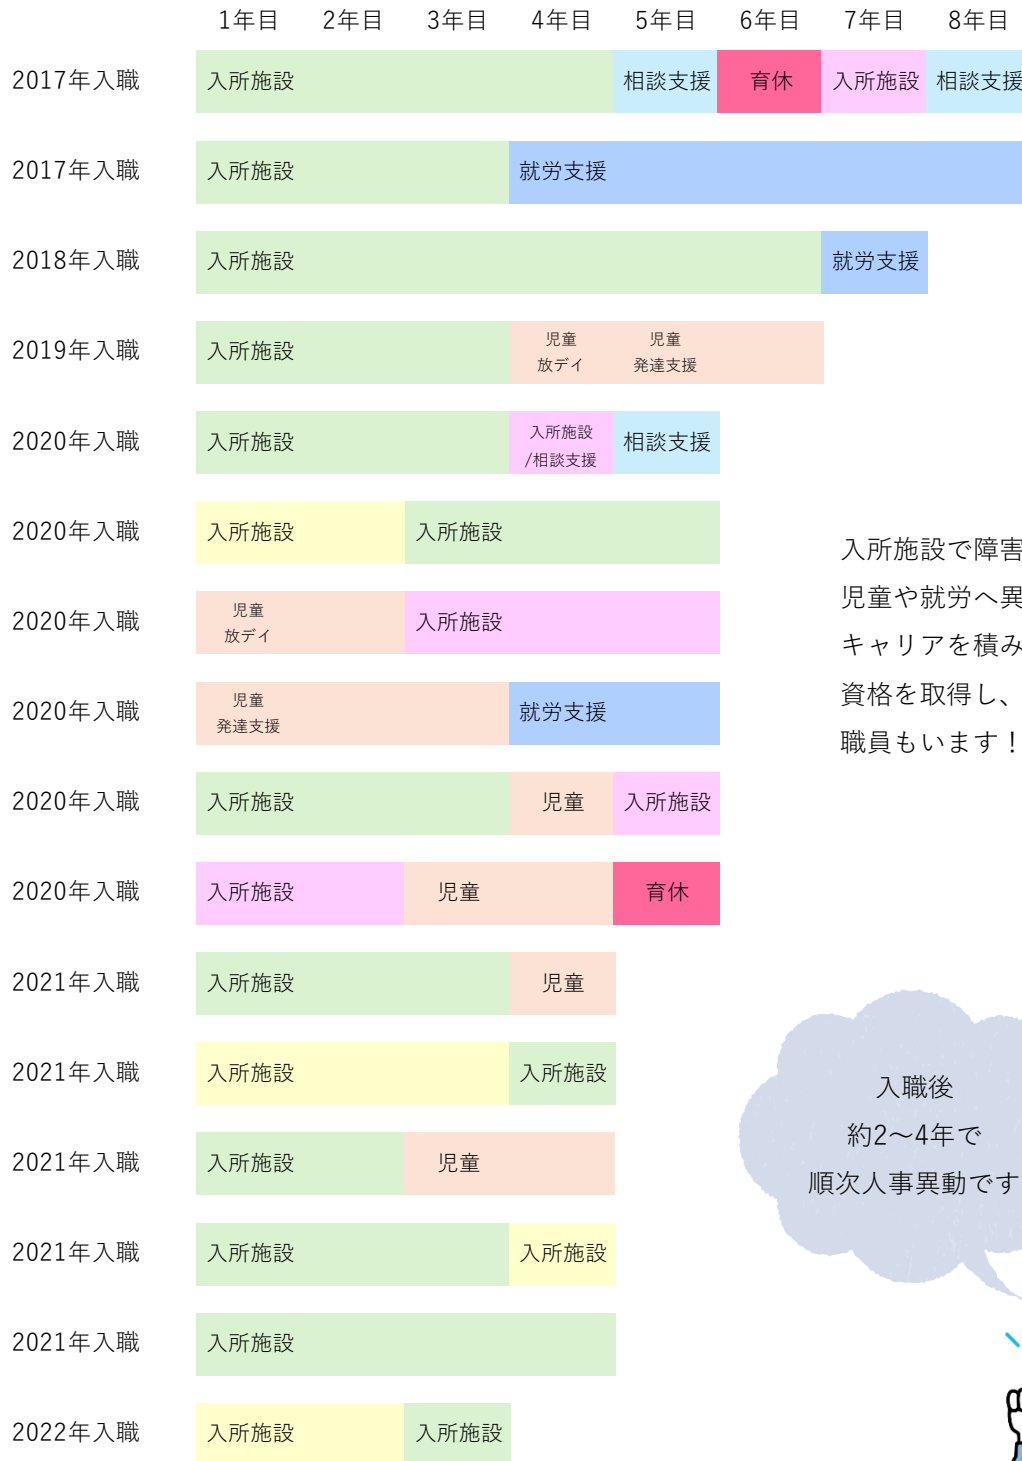 1年目 2年目 3年目 4年目 5年目 6年目 7年目 8年目
2017年入職 入所施設 相談支援 育休 入所施設 相談支援
2017年入職 入所施設 就労支援
2018年入職 入所施設 就労支援
2019年入職 入所施設 児童 放デイ 児童 発達支援
2020年入職 入所施設 入所施設 /相談支援 相談支援
2020年入職 入所施設 入所施設
2020年入職 児童 放デイ 入所施設
2020年入職 児童 発達支援 就労支援
2020年入職 入所施設 児童 入所施設
2020年入職 入所施設 児童 育休
2021年入職 入所施設 児童
2021年入職 入所施設 入所施設
2021年入職 入所施設 児童
2021年入職 入所施設 入所施設
2021年入職 入所施設
2022年入職 入所施設 入所施設
入所施設で障害
児童や就労へ異
キャリアを積み
資格を取得し、
職員もいます！
入職後
約2～4年で
順次人事異動です